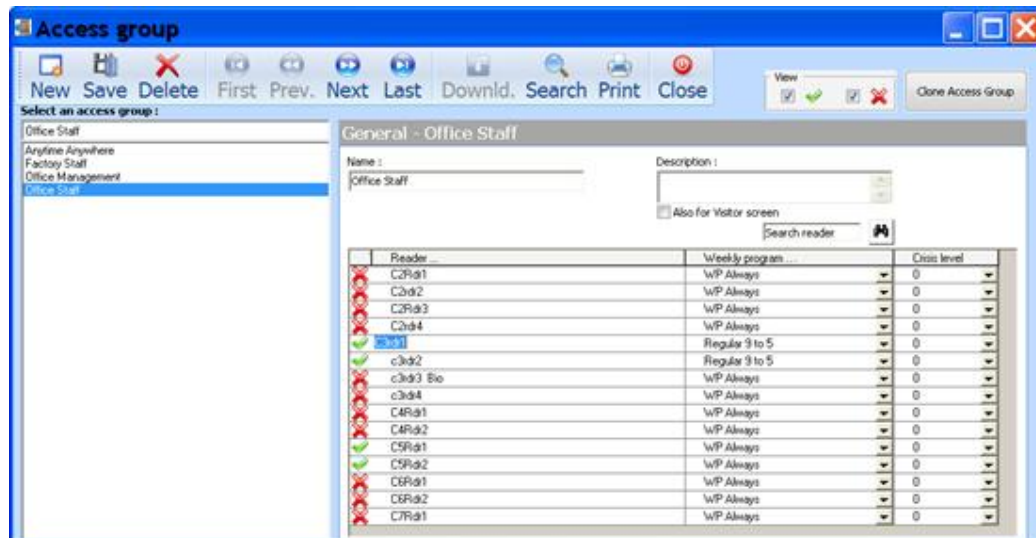 Access group
New Save Delete First Prev. Next Last Downld. Search Print Close
View
Clone Access Group
Select an access group :
Office Staff
Anytime Anywhere
Factory Staff
Office Management
Office Staff
General - Office Staff
Name :
Description :
Office Staff
Also for Visitor screen
Search reader
Reader ... Weekly program ... Crisis level
C2Rdr1 WP Always 0
C2rdr2 WP Always 0
C2Rdr3 WP Always 0
C2rdr4 WP Always 0
C3rdr1 Regular 9 to 5 0
c3rdr2 Regular 9 to 5 0
c3rdr3 Bio WP Always 0
c3rdr4 WP Always 0
C4Rdr1 WP Always 0
C4Rdr2 WP Always 0
C5Rdr1 WP Always 0
C5Rdr2 WP Always 0
C6Rdr1 WP Always 0
C6Rdr2 WP Always 0
C7Rdr1 WP Always 0